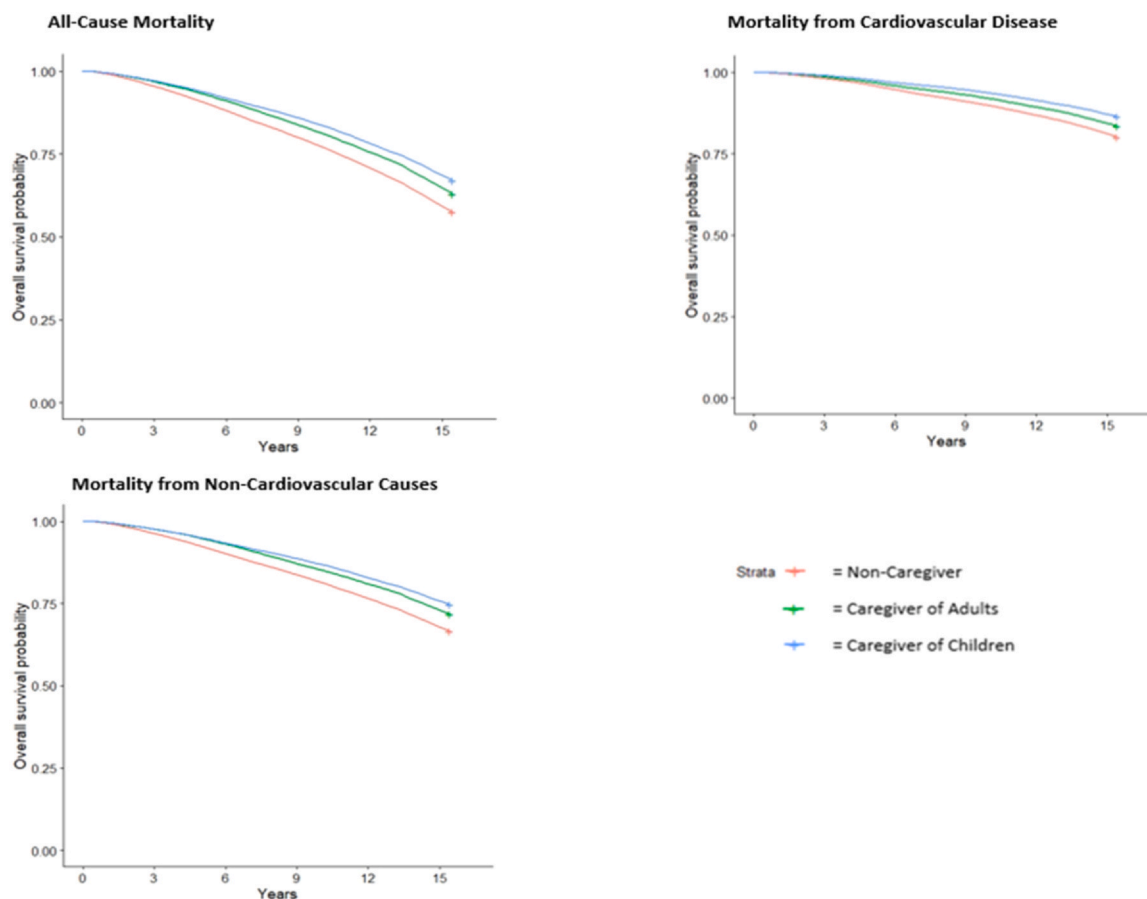 All-Cause Mortality
Overall survival probability
1.00
0.75
0.50
0.25
0.00
0 3 6 9 12 15
Years
Mortality from Cardiovascular Disease
Overall survival probability
1.00
0.75
0.50
0.25
0.00
0 3 6 9 12 15
Years
Mortality from Non-Cardiovascular Causes
Overall survival probability
1.00
0.75
0.50
0.25
0.00
0 3 6 9 12 15
Years
Strata = Non-Caregiver
= Caregiver of Adults
= Caregiver of Children